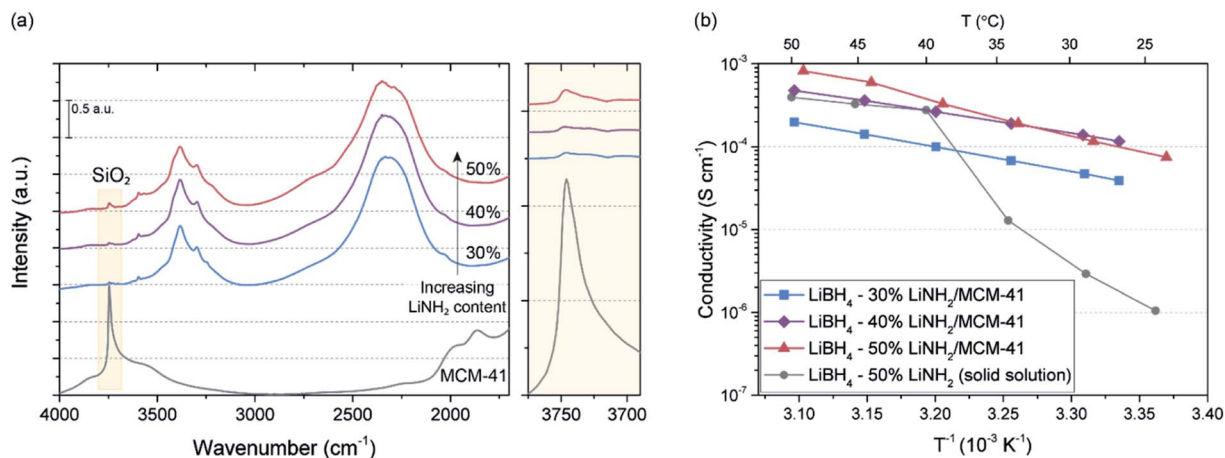 (a)
0.5 a.u.
SiO₂
50%
40%
30%
Increasing
LiNH₂ content
MCM-41
Intensity (a.u.)
4000 3500 3000 2500 2000
3750 3700
Wavenumber (cm⁻¹)
(b)
T (°C)
50 45 40 35 30 25
10⁻³
10⁻⁴
10⁻⁵
10⁻⁶
10⁻⁷
Conductivity (S cm⁻¹)
LiBH₄ - 30% LiNH₂/MCM-41
LiBH₄ - 40% LiNH₂/MCM-41
LiBH₄ - 50% LiNH₂/MCM-41
LiBH₄ - 50% LiNH₂ (solid solution)
3.10 3.15 3.20 3.25 3.30 3.35 3.40
T⁻¹ (10⁻³ K⁻¹)